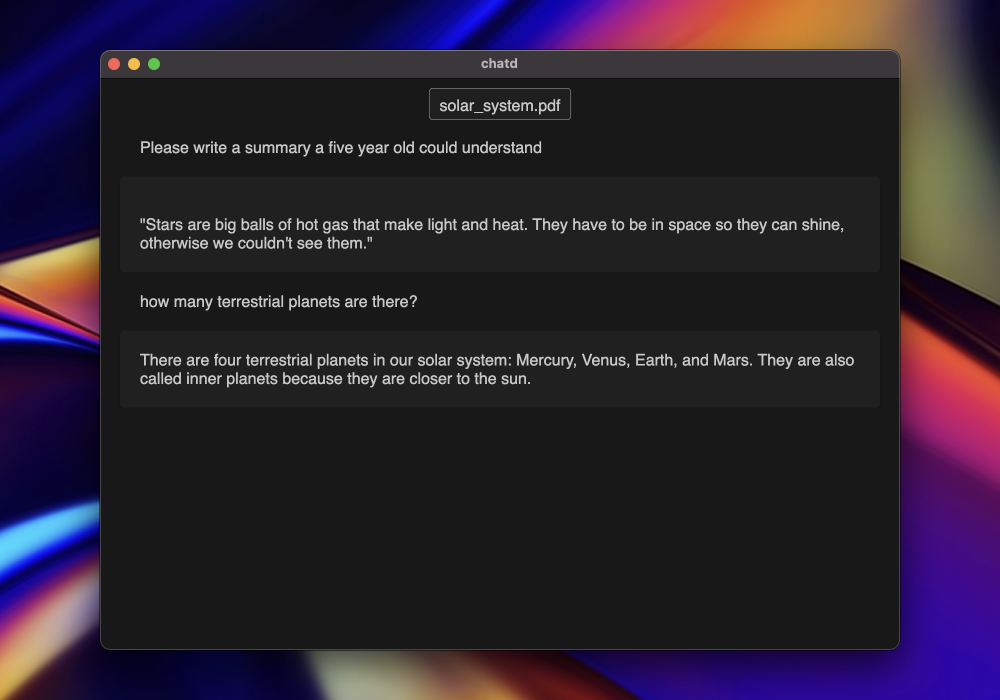 chatd
solar_system.pdf
Please write a summary a five year old could understand
"Stars are big balls of hot gas that make light and heat. They have to be in space so they can shine,
otherwise we couldn't see them."
how many terrestrial planets are there?
There are four terrestrial planets in our solar system: Mercury, Venus, Earth, and Mars. They are also
called inner planets because they are closer to the sun.